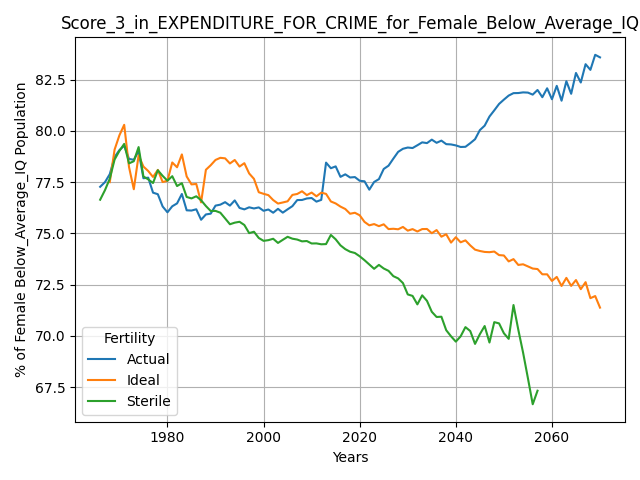 Score_3_in_EXPENDITURE_FOR_CRIME_for_Female_Below_Average_IQ
% of Female Below_Average_IQ Population
82.5
80.0
77.5
75.0
72.5
70.0
67.5
Fertility
Actual
Ideal
Sterile
1980
2000
2020
2040
2060
Years